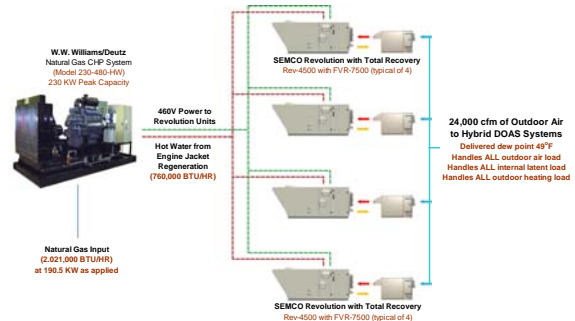 W.W. Williams/Deutz
Natural Gas CHP System
(Model 230-480-HW)
230 KW Peak Capacity
460V Power to
Revolution Units
Hot Water from
Engine Jacket
Regeneration
(760,000 BTU/HR)
Natural Gas Input
(2.021,000 BTU/HR)
at 190.5 KW as applied
SEMCO Revolution with Total Recovery
Rev-4500 with FVR-7500 (typical of 4)
24,000 cfm of Outdoor Air
to Hybrid DOAS Systems
Delivered dew point 49°F
Handles ALL outdoor air load
Handles ALL internal latent load
Handles ALL outdoor heating load
SEMCO Revolution with Total Recovery
Rev-4500 with FVR-7500 (typical of 4)